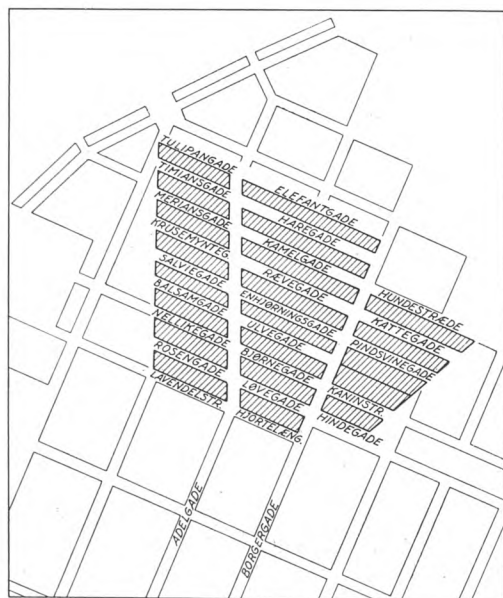 TULIPANGADE
TIMIANSGADE
MERIANSGADE
KRUSEMYNTEG.
SALVIEGADE
BALSAMGADE
NELLIKEGADE
ROSENGADE
LAVENDELSTR.
ELEFANTGADE
HAREGADE
KAMELGADE
RÆVEGADE
ENHJØRNINGSGADE
ULVEGADE
BJØRNEGADE
LØVEGADE
HJORTELÆNG.
HUNDESTRÆDE
KATTEGADE
PINDSVINEGADE
KANINSTR.
HINDEGADE
ADELGADE
BORGERGADE